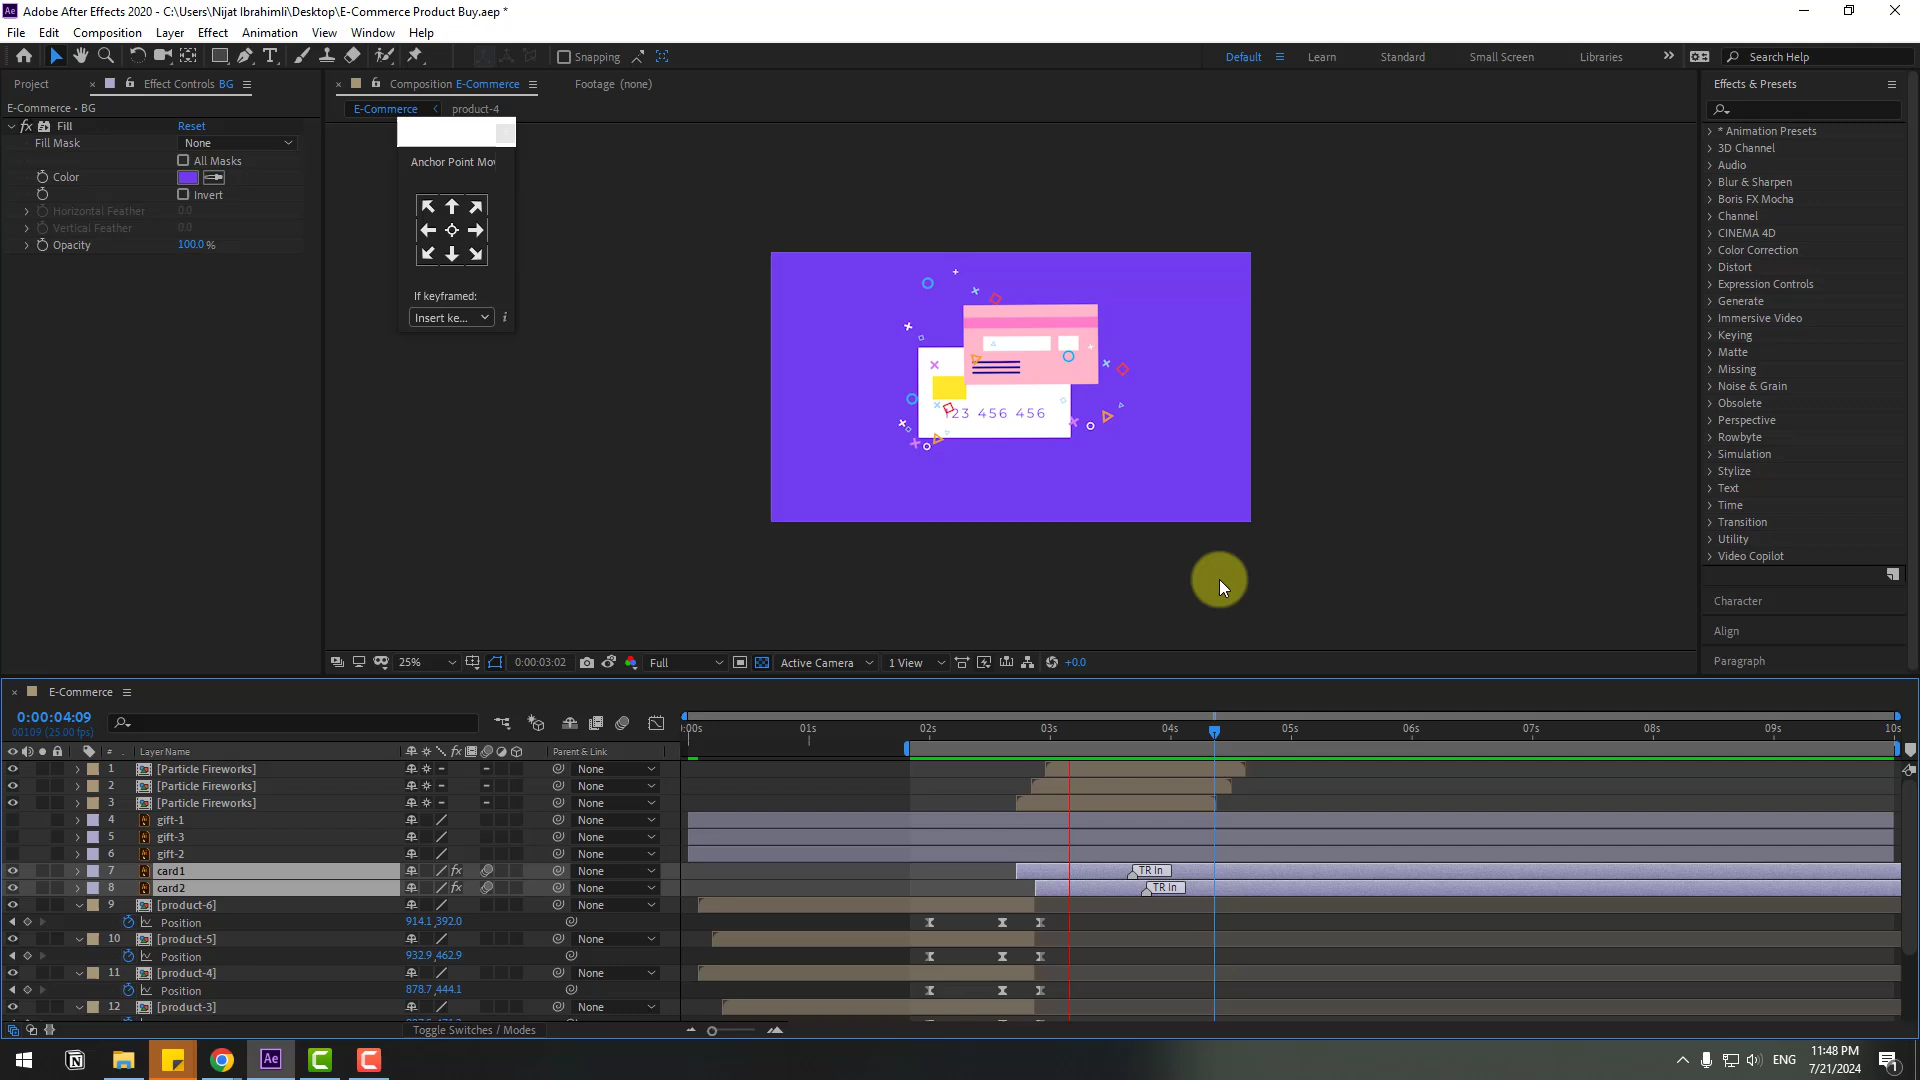 Adobe After Effects 2020 - C:\Users\Nijat Ibrahimli\Desktop\E-Commerce Product Buy.aep *
File Edit Composition Layer Effect Animation View Window Help
Snapping
Default Learn Standard Small Screen Libraries Search Help
Project Effect Controls BG
E-Commerce • BG
fx Fill Reset
Fill Mask None
All Masks
Color
Invert
Horizontal Feather 0.0
Vertical Feather 0.0
Opacity 100.0 %
Composition E-Commerce Footage (none)
E-Commerce product-4
Anchor Point Mov
If keyframed:
Insert ke...
123 456 456
25% 0:00:03:02 Full Active Camera 1 View +0.0
Effects & Presets
* Animation Presets
3D Channel
Audio
Blur & Sharpen
Boris FX Mocha
Channel
CINEMA 4D
Color Correction
Distort
Expression Controls
Generate
Immersive Video
Keying
Matte
Missing
Noise & Grain
Obsolete
Perspective
Rowbyte
Simulation
Stylize
Text
Time
Transition
Utility
Video Copilot
Character
Align
Paragraph
E-Commerce
0:00:04:09
00109 (25.00 fps)
:00s 01s 02s 03s 04s 05s 06s 07s 08s 09s 10s
# Layer Name fx Parent & Link
1 [Particle Fireworks] None
2 [Particle Fireworks] None
3 [Particle Fireworks] None
4 gift-1 None
5 gift-3 None
6 gift-2 None
7 card1 fx None TR In
8 card2 fx None TR In
9 [product-6] None
Position 914.1,392.0
10 [product-5] None
Position 932.9,462.9
11 [product-4] None
Position 878.7,444.1
12 [product-3] None
Toggle Switches / Modes
ENG
11:48 PM
7/21/2024
1